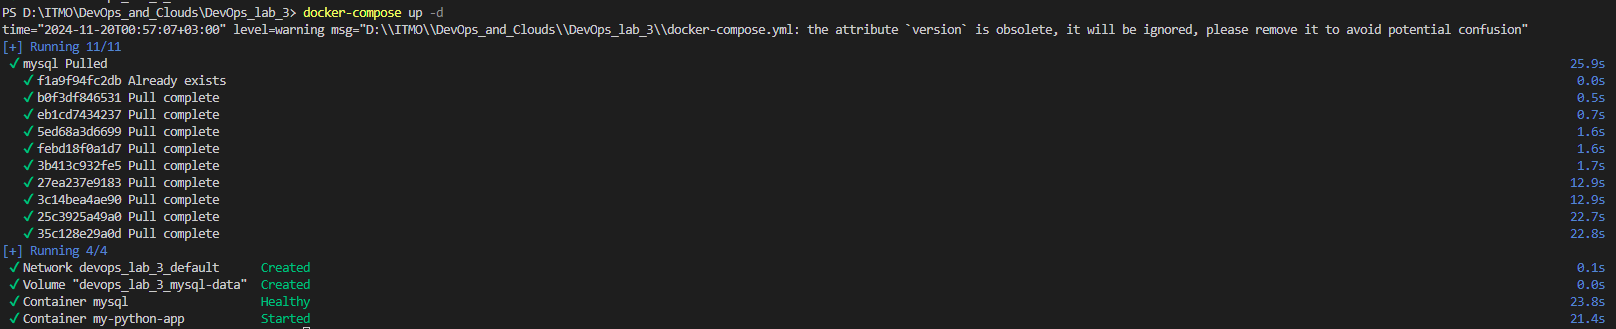 PS D:\ITMO\DevOps_and_Clouds\DevOps_lab_3> docker-compose up -d
time="2024-11-20T00:57:07+03:00" level=warning msg="D:\\ITMO\\DevOps_and_Clouds\\DevOps_lab_3\\docker-compose.yml: the attribute `version` is obsolete, it will be ignored, please remove it to avoid potential confusion"
[+] Running 11/11
✔ mysql Pulled 25.9s
✔ f1a9f94fc2db Already exists 0.0s
✔ b0f3df846531 Pull complete 0.5s
✔ eb1cd7434237 Pull complete 0.7s
✔ 5ed68a3d6699 Pull complete 1.6s
✔ febd18f0a1d7 Pull complete 1.6s
✔ 3b413c932fe5 Pull complete 1.7s
✔ 27ea237e9183 Pull complete 12.9s
✔ 3c14bea4ae90 Pull complete 12.9s
✔ 25c3925a49a0 Pull complete 22.7s
✔ 35c128e29a0d Pull complete 22.8s
[+] Running 4/4
✔ Network devops_lab_3_default Created 0.1s
✔ Volume "devops_lab_3_mysql-data" Created 0.0s
✔ Container mysql Healthy 23.8s
✔ Container my-python-app Started 21.4s